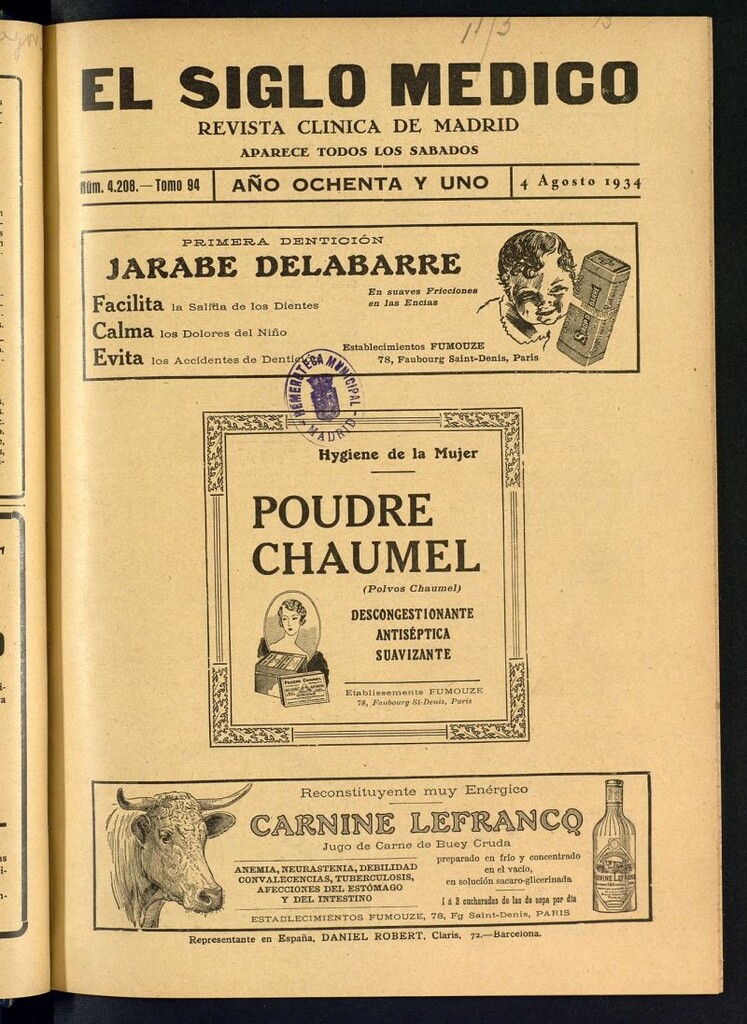 11/3 13
EL SIGLO MEDICO
REVISTA CLINICA DE MADRID
APARECE TODOS LOS SABADOS
Núm. 4.208.—Tomo 94
AÑO OCHENTA Y UNO
4 Agosto 1934
PRIMERA DENTICIÓN
JARABE DELABARRE
En suaves Fricciones
en las Encias
Facilita la Salida de los Dientes
Calma los Dolores del Niño
Evita los Accidentes de
Establecimientos FUMOUZE
78, Faubourg Saint-Denis, Paris
HEMEROTECA MUNICIPAL
MADRID
Hygiene de la Mujer
POUDRE
CHAUMEL
(Polvos Chaumel)
DESCONGESTIONANTE
ANTISÉPTICA
SUAVIZANTE
Etablissements FUMOUZE
78, Faubourg St-Denis, Paris
Reconstituyente muy Enérgico
CARNINE LEFRANCQ
Jugo de Carne de Buey Cruda
ANEMIA, NEURASTENIA, DEBILIDAD
CONVALECENCIAS, TUBERCULOSIS,
AFECCIONES DEL ESTÓMAGO
Y DEL INTESTINO
preparado en frío y concentrado
en el vacío,
en solución sacaro-glicerinada
1 á 2 cucharadas de las de sopa por día
ESTABLECIMIENTOS FUMOUZE, 78, Fg Saint-Denis, PARIS
Representante en España, DANIEL ROBERT, Claris, 72.—Barcelona.